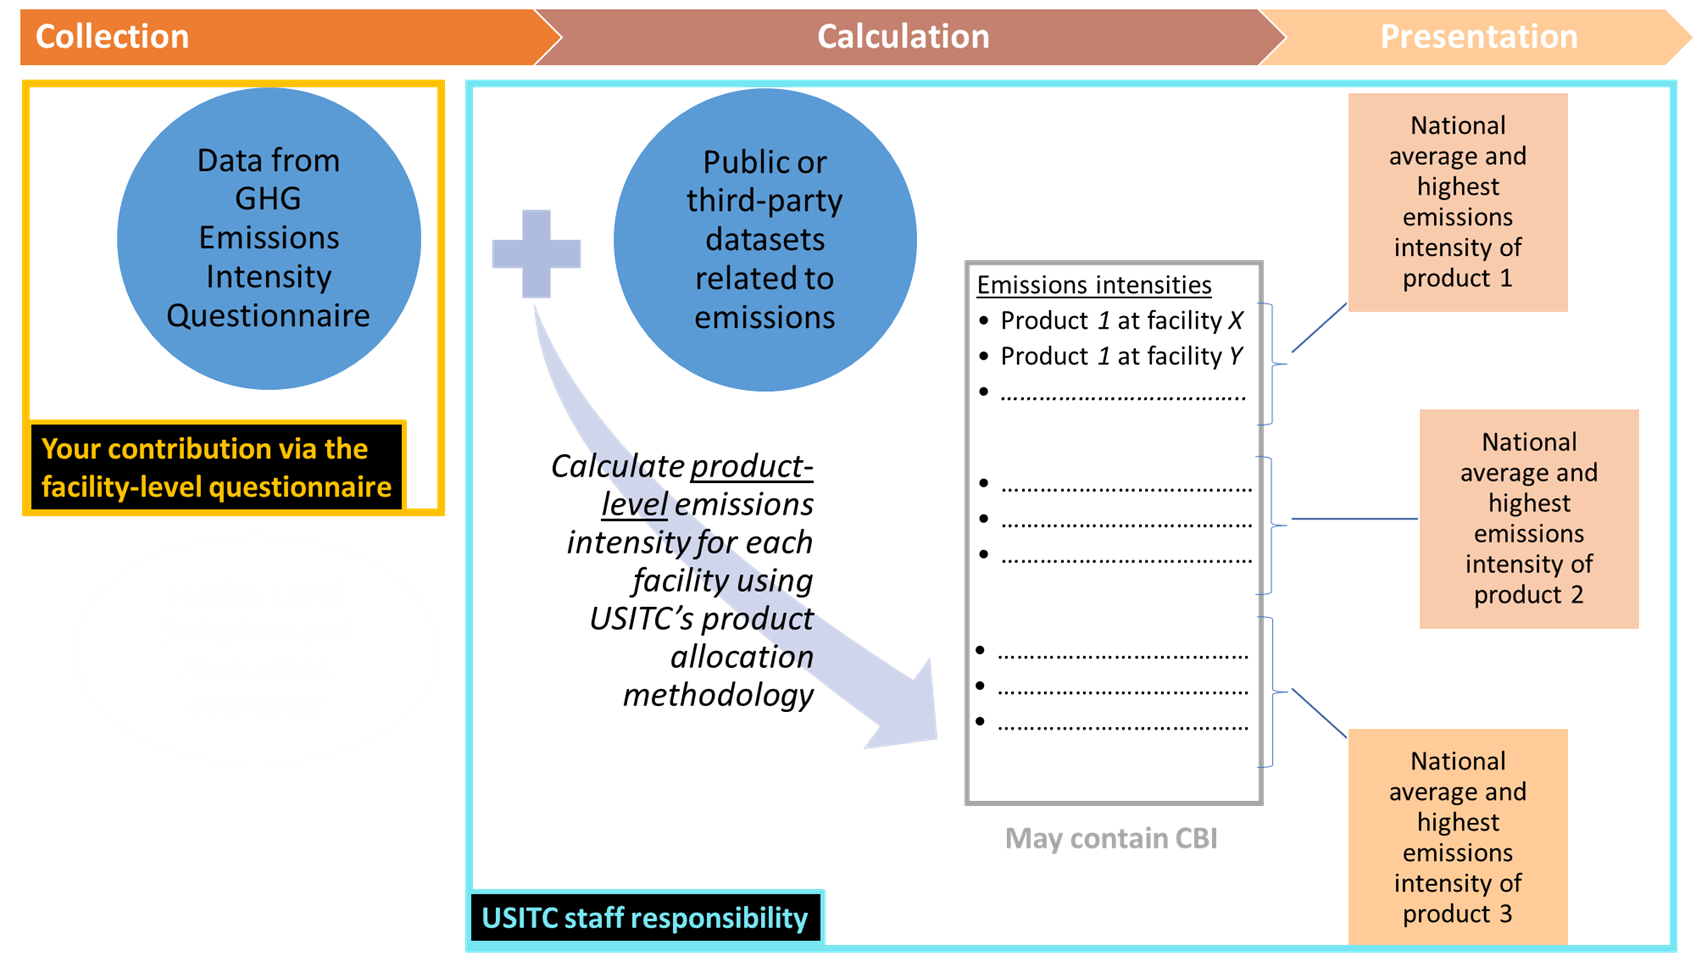 Collection
Calculation
Presentation
Data from
GHG
Emissions
Intensity
Questionnaire
Your contribution via the
facility-level questionnaire
Public or
third-party
datasets
related to
emissions
Calculate product-
level emissions
intensity for each
facility using
USITC’s product
allocation
methodology
Emissions intensities
• Product 1 at facility X
• Product 1 at facility Y
• ……………………………….
• …………………………………
• …………………………………
• …………………………………
• …………………………………
• …………………………………
• …………………………………
May contain CBI
USITC staff responsibility
National
average and
highest
emissions
intensity of
product 1
National
average and
highest
emissions
intensity of
product 2
National
average and
highest
emissions
intensity of
product 3